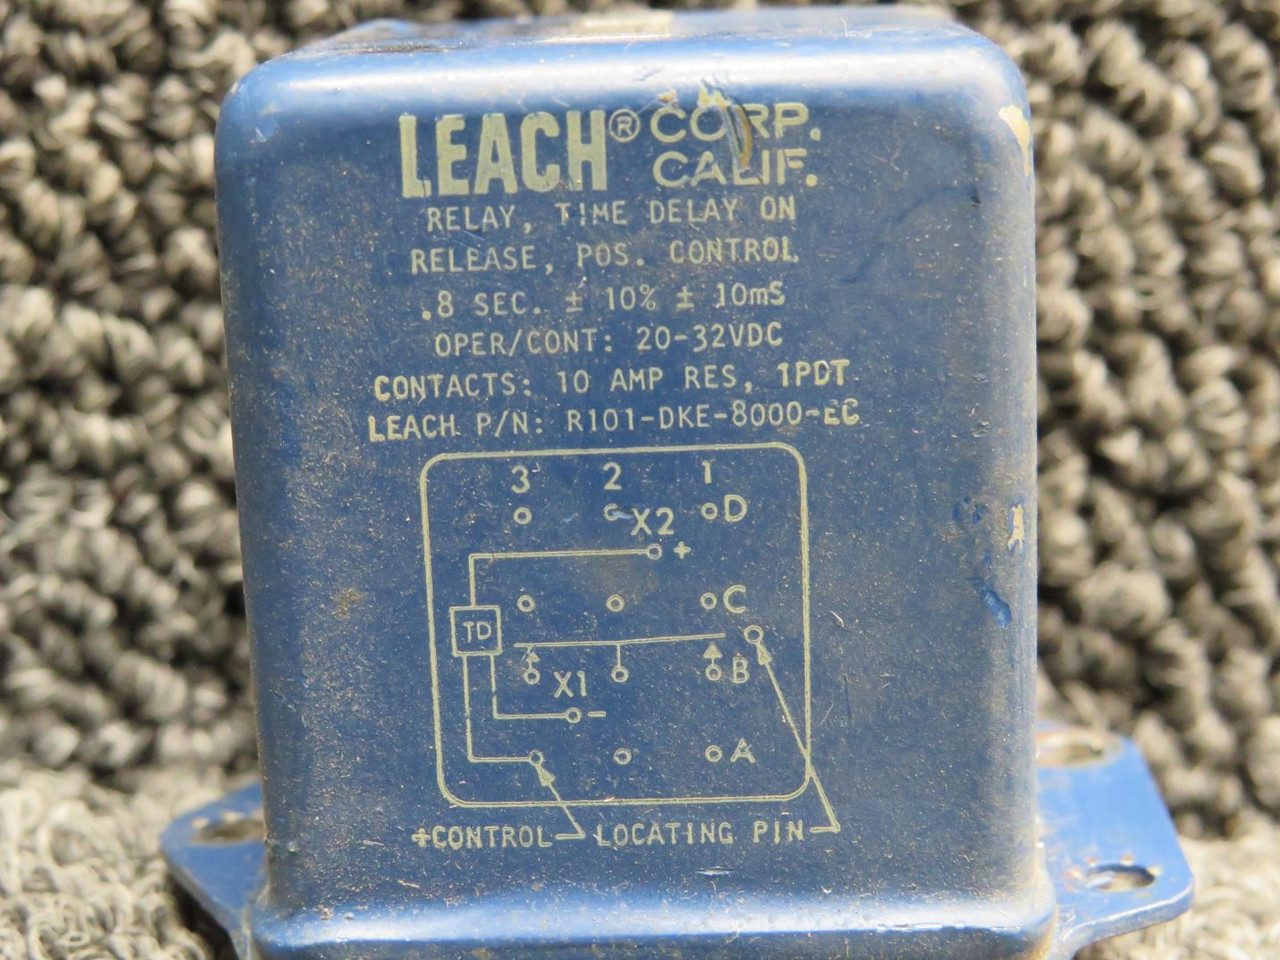 LEACH® CORP.
CALIF.
RELAY, TIME DELAY ON
RELEASE, POS. CONTROL
.8 SEC. ± 10% ± 10mS
OPER/CONT: 20-32VDC
CONTACTS: 10 AMP RES, 1PDT
LEACH P/N: R101-DKE-8000-EC
3 2 1
X2 D
+
C
TD
X1 B
-
A
+CONTROL LOCATING PIN